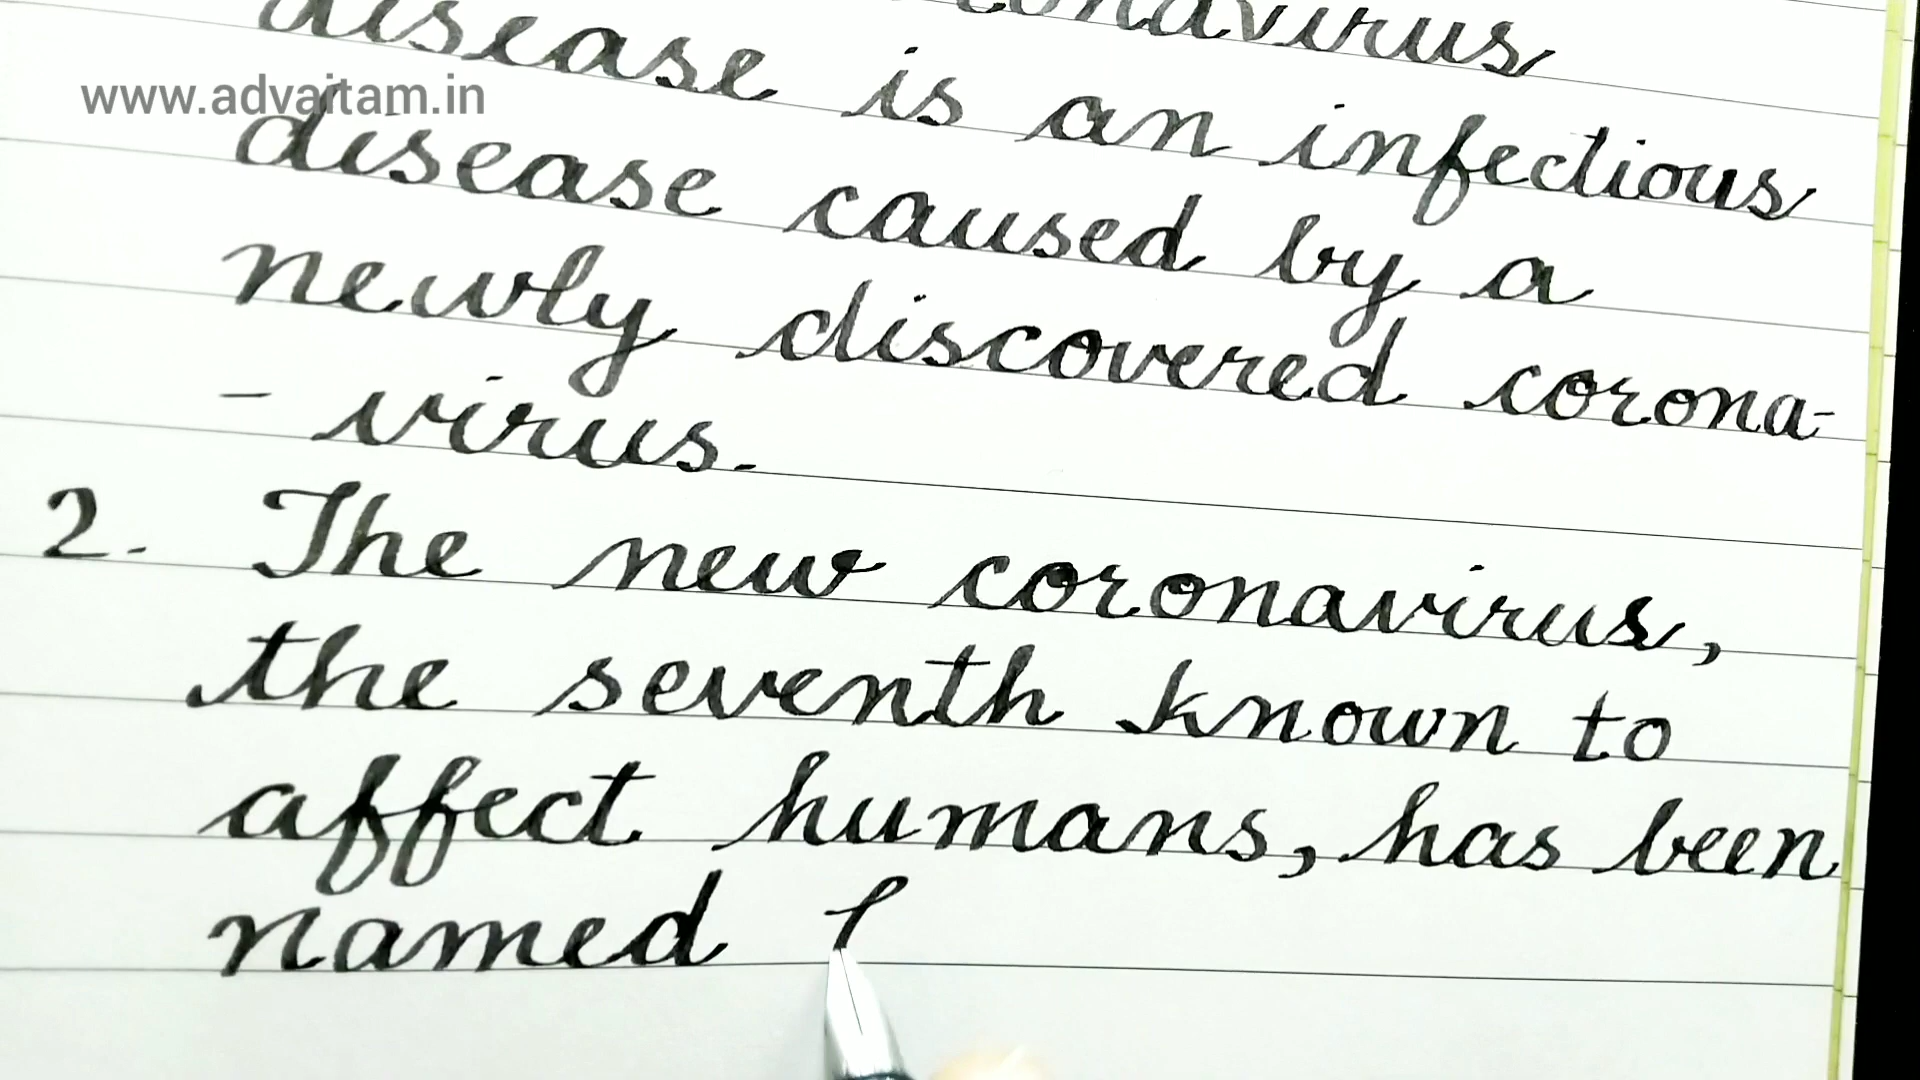 coronavirus
disease is an infectious
www.advaitam.in
disease caused by a
newly discovered corona-
- virus.
2. The new coronavirus,
the seventh known to
affect humans, has been
named